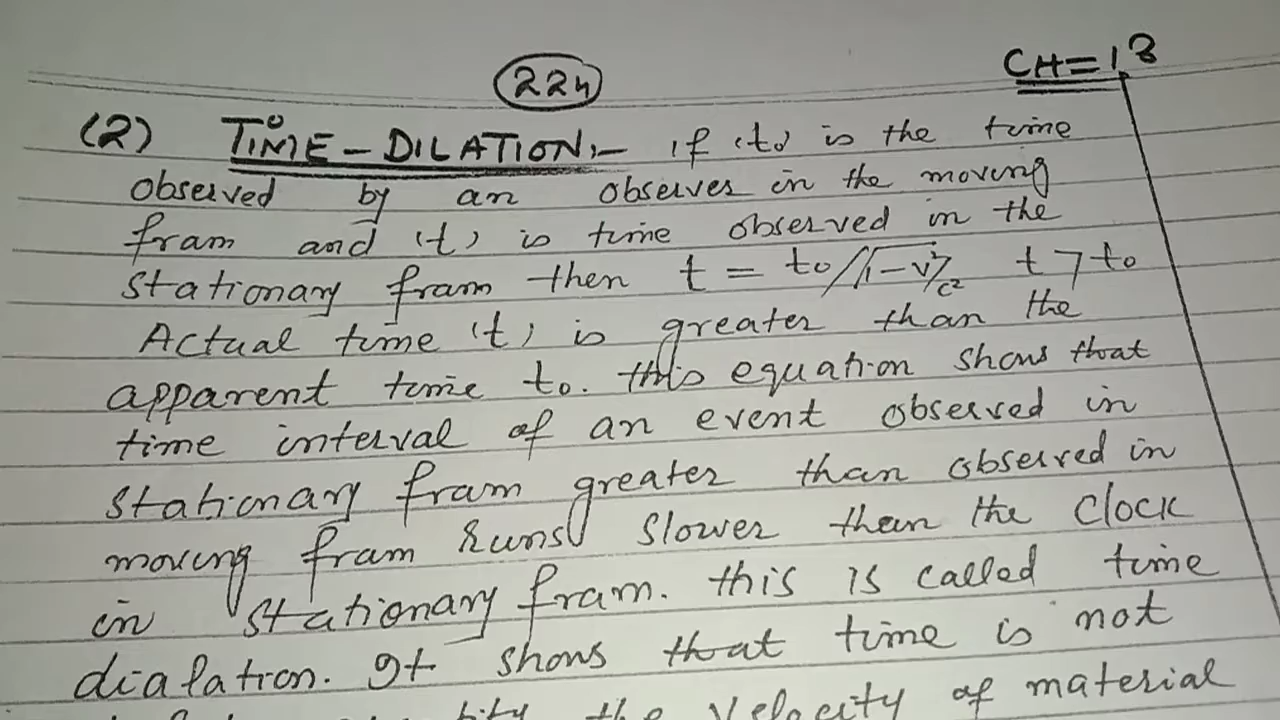 224
CH=18
(2) TIME-DILATION:- if (t₀) is the time
observed by an observes in the moving
fram and (t) is time observed in the
stationary fram then t = to/√1-v²/c² t>to
Actual time (t) is greater than the
apparent time to. this equation shows that
time interval of an event observed in
stationary fram greater than observed in
moving fram runs slower then the clock
in stationary fram. this is called time
dialation. It shows that time is not
the velocity of material